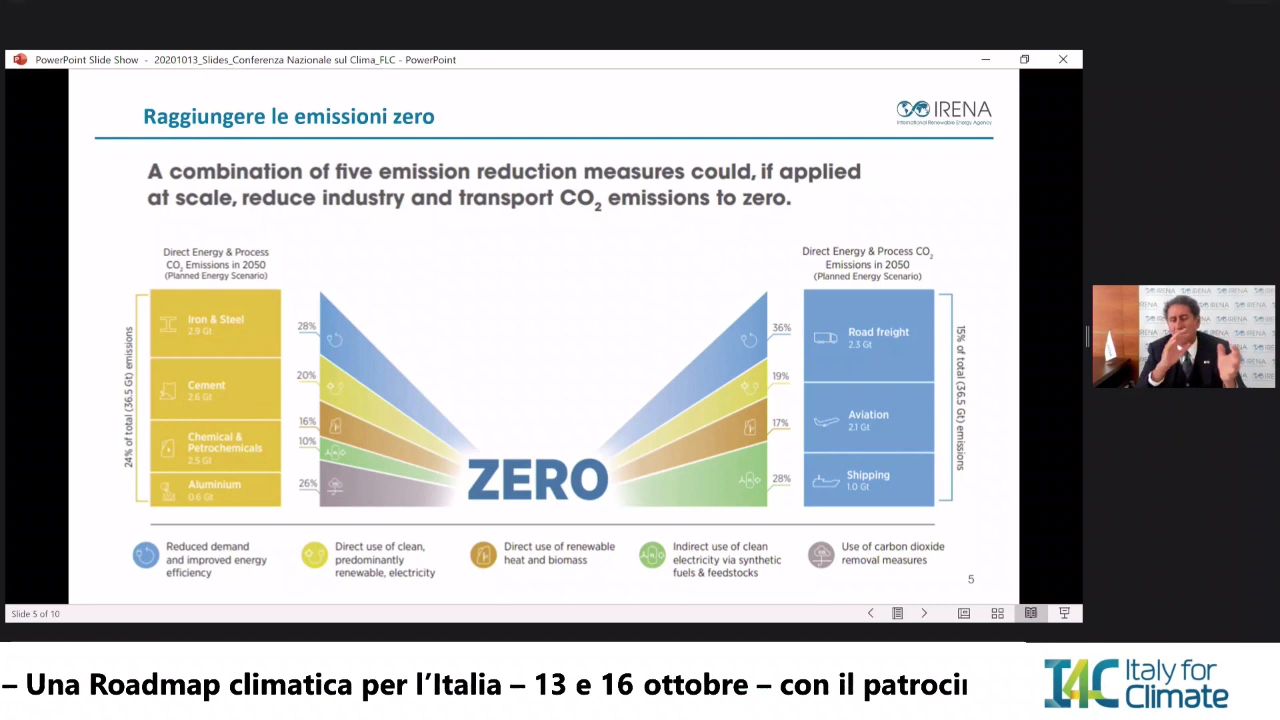 PowerPoint Slide Show - 20201013_Slides_Conferenza Nazionale sul Clima_FLC - PowerPoint
Raggiungere le emissioni zero
IRENA
International Renewable Energy Agency
A combination of five emission reduction measures could, if applied
at scale, reduce industry and transport CO₂ emissions to zero.
Direct Energy & Process
CO₂ Emissions in 2050
(Planned Energy Scenario)
24% of total (36.5 Gt) emissions
Iron & Steel
2.9 Gt
Cement
2.6 Gt
Chemical &
Petrochemicals
2.5 Gt
Aluminium
0.6 Gt
28%
20%
16%
10%
26%
ZERO
36%
19%
17%
28%
Direct Energy & Process CO₂
Emissions in 2050
(Planned Energy Scenario)
Road freight
2.3 Gt
Aviation
2.1 Gt
Shipping
1.0 Gt
15% of total (36.5 Gt) emissions
Reduced demand
and improved energy
efficiency
Direct use of clean,
predominantly
renewable, electricity
Direct use of renewable
heat and biomass
Indirect use of clean
electricity via synthetic
fuels & feedstocks
Use of carbon dioxide
removal measures
5
Slide 5 of 10
– Una Roadmap climatica per l’Italia – 13 e 16 ottobre – con il patroci
I4C Italy for
Climate